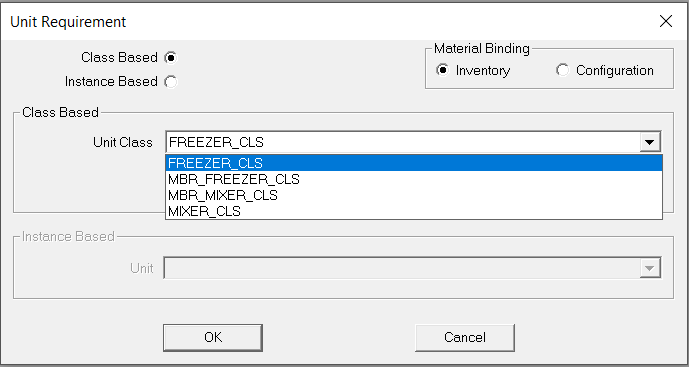 Unit Requirement
Class Based
Instance Based
Material Binding
Inventory
Configuration
Class Based
Unit Class
FREEZER_CLS
FREEZER_CLS
MBR_FREEZER_CLS
MBR_MIXER_CLS
MIXER_CLS
Instance Based
Unit
OK
Cancel